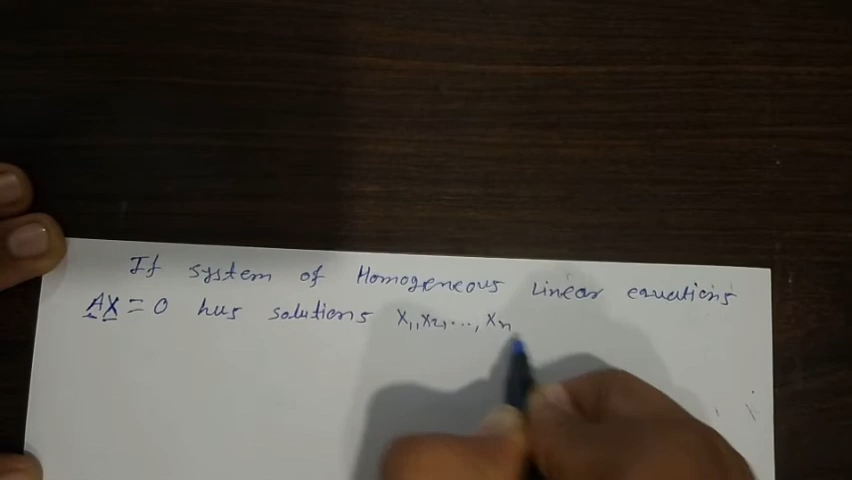 If system of Homogeneous Linear equations
AX = 0 has solutions X₁, X₂, ..., Xₙ